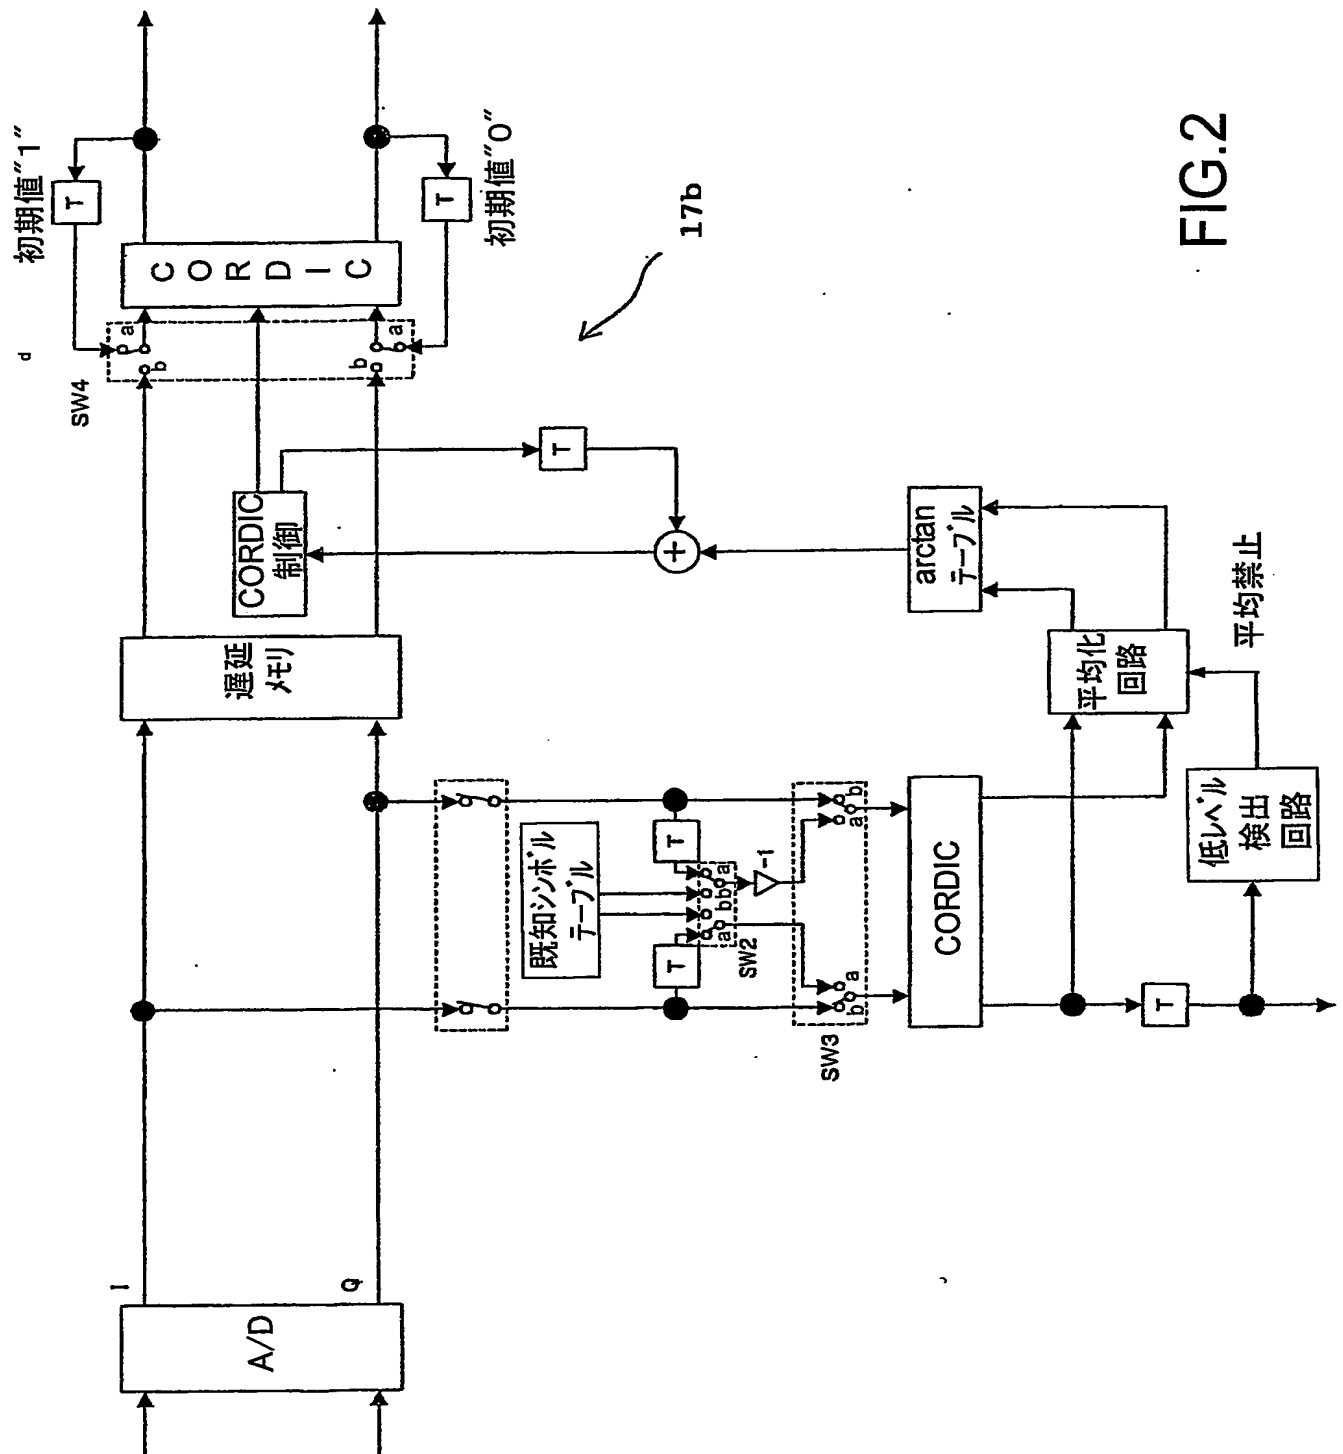 A/D
I
Q
遅延
メモリ
CORDIC
制御
SW4
a
b
b
a
d
初期値"1"
T
CORDIC
T
初期値"0"
17b
T
+
既知シンボル
テーブル
T
T
a
b
b
a
SW2
-1
SW3
b
a
a
b
CORDIC
T
低レベル
検出
回路
平均化
回路
平均禁止
arctan
テーブル
FIG.2